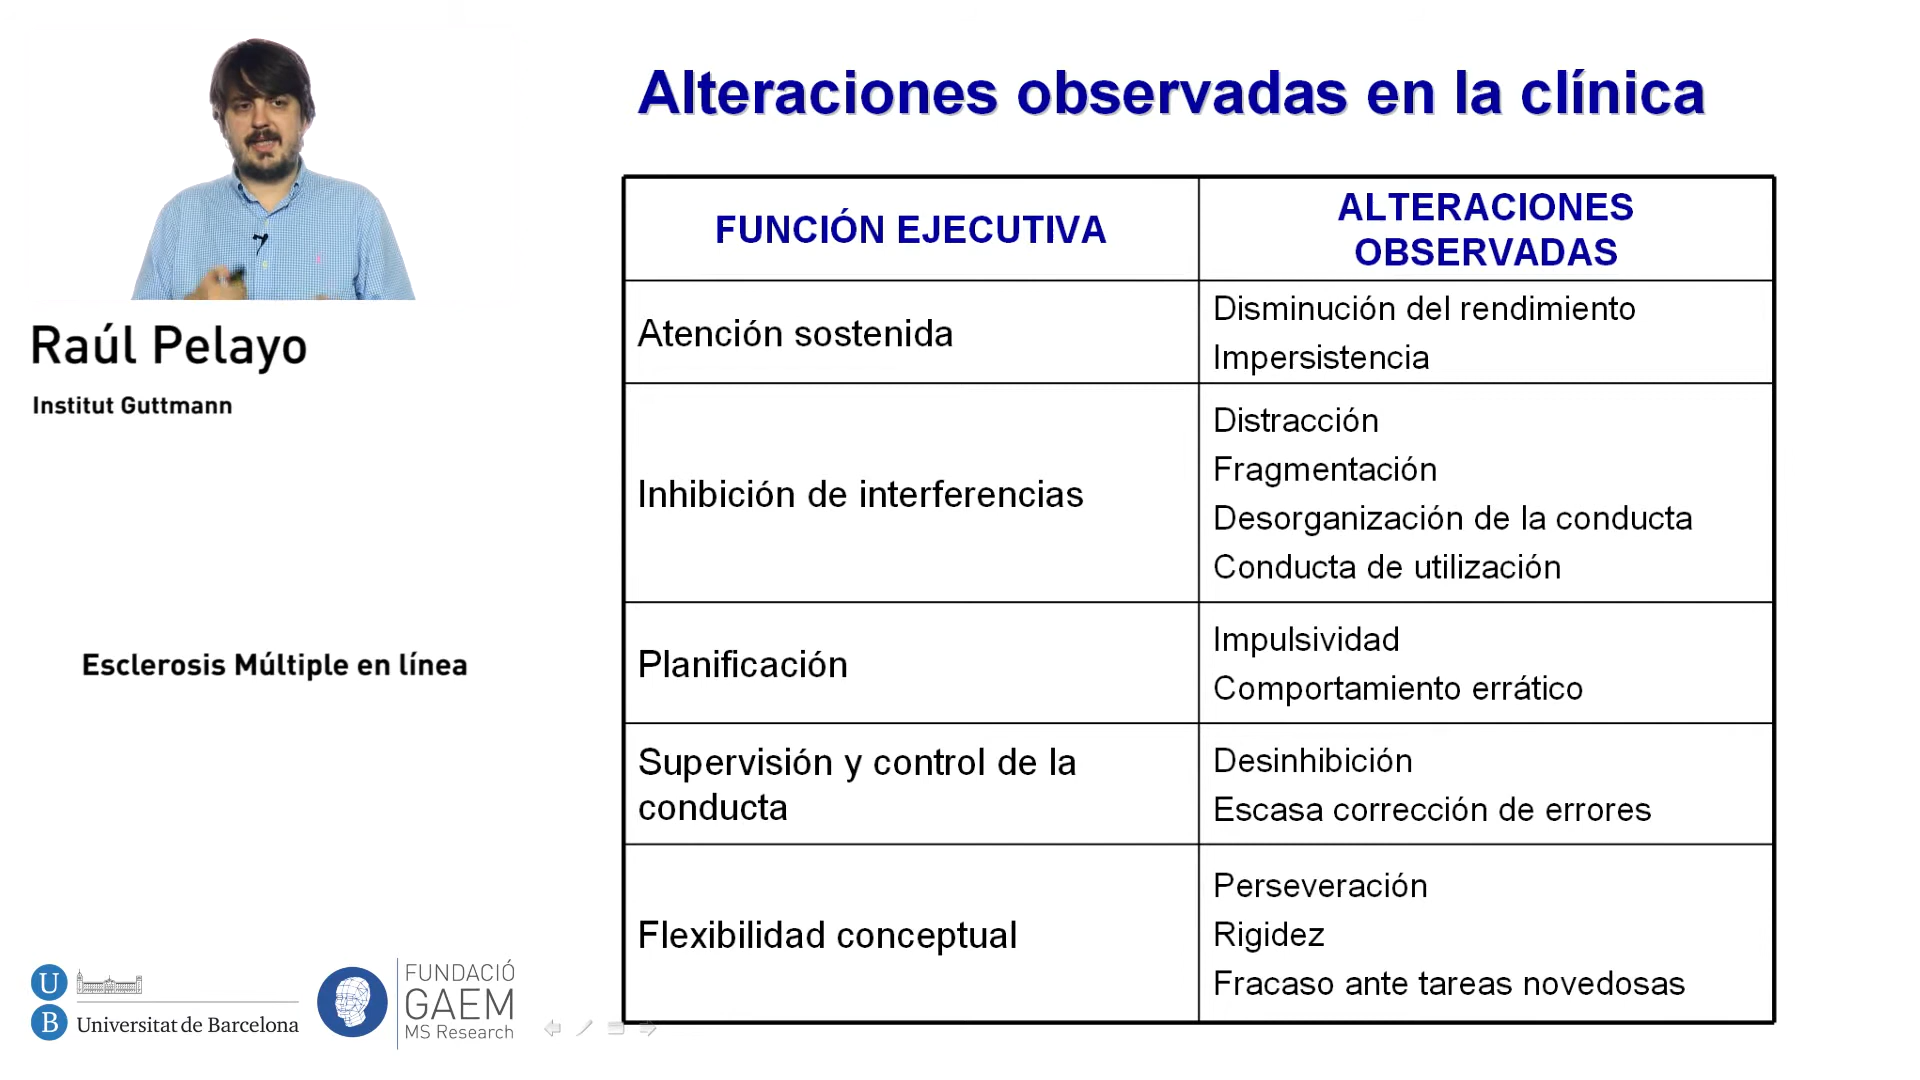 Alteraciones observadas en la clínica
FUNCIÓN EJECUTIVA
ALTERACIONES
OBSERVADAS
Atención sostenida
Disminución del rendimiento
Impersistencia
Inhibición de interferencias
Distracción
Fragmentación
Desorganización de la conducta
Conducta de utilización
Planificación
Impulsividad
Comportamiento errático
Supervisión y control de la
conducta
Desinhibición
Escasa corrección de errores
Flexibilidad conceptual
Perseveración
Rigidez
Fracaso ante tareas novedosas
Raúl Pelayo
Institut Guttmann
Esclerosis Múltiple en línea
U
B
Universitat de Barcelona
FUNDACIÓ
GAEM
MS Research